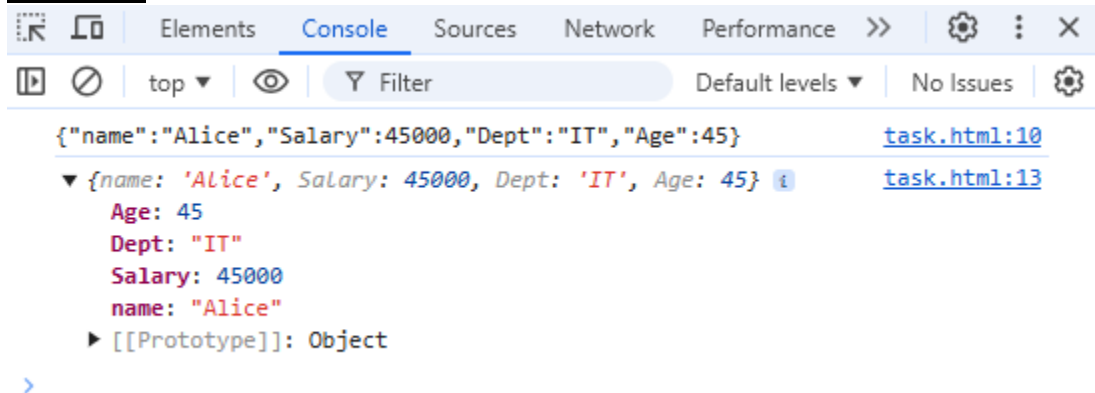 Elements Console Sources Network Performance
top Filter Default levels No Issues
{"name":"Alice","Salary":45000,"Dept":"IT","Age":45} task.html:10
{name: 'Alice', Salary: 45000, Dept: 'IT', Age: 45} i task.html:13
Age: 45
Dept: "IT"
Salary: 45000
name: "Alice"
[[Prototype]]: Object